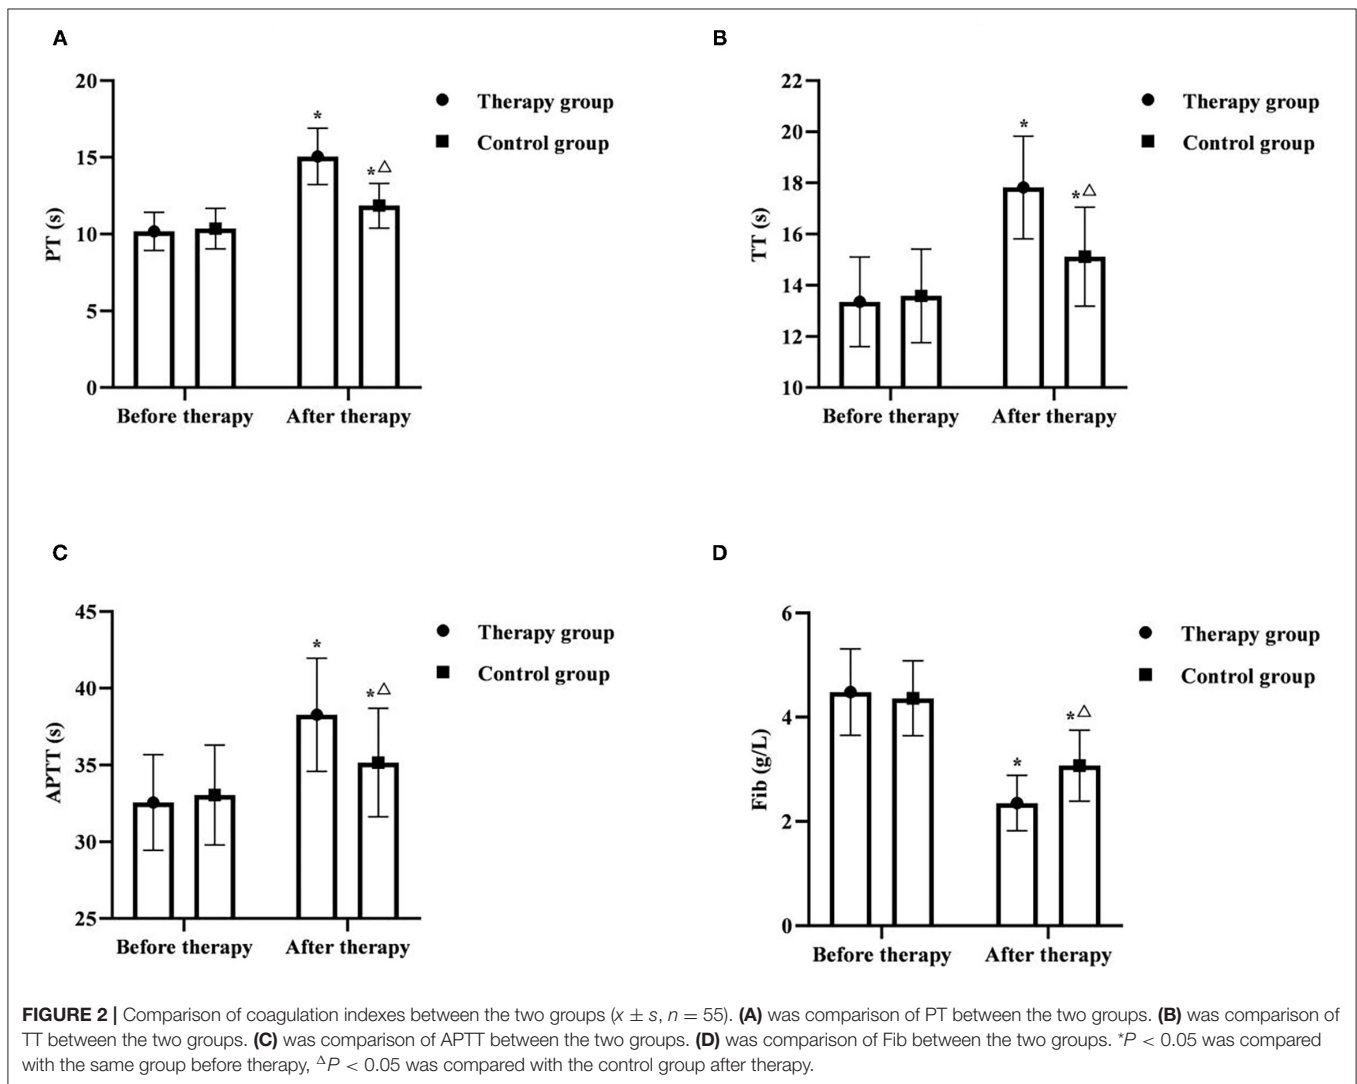 A
20
15
10
5
0
PT (s)
*
*△
Before therapy
After therapy
Therapy group
Control group
B
22
20
18
16
14
12
10
TT (s)
*
*△
Before therapy
After therapy
Therapy group
Control group
C
45
40
35
30
25
APTT (s)
*
*△
Before therapy
After therapy
Therapy group
Control group
D
6
4
2
0
Fib (g/L)
*
*△
Before therapy
After therapy
Therapy group
Control group
FIGURE 2 | Comparison of coagulation indexes between the two groups (x ± s, n = 55). (A) was comparison of PT between the two groups. (B) was comparison of
TT between the two groups. (C) was comparison of APTT between the two groups. (D) was comparison of Fib between the two groups. *P < 0.05 was compared
with the same group before therapy, △P < 0.05 was compared with the control group after therapy.